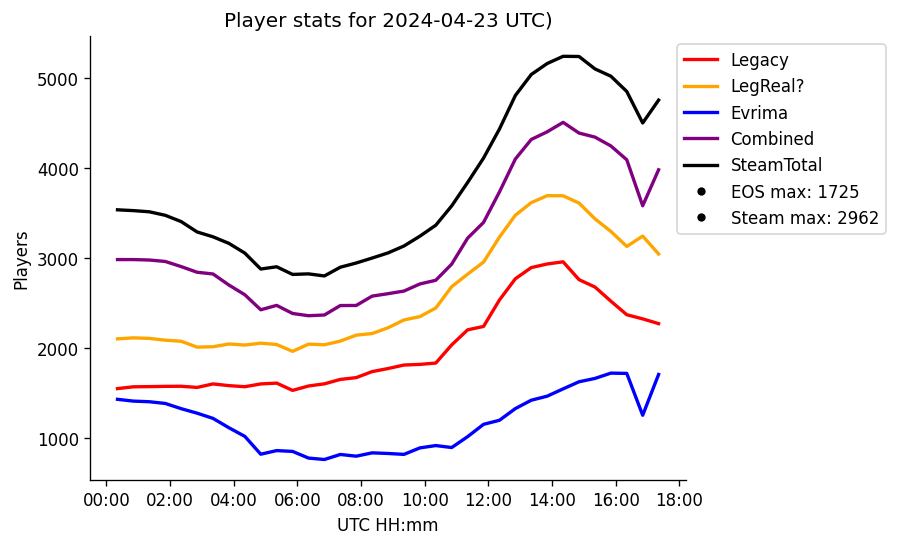 Player stats for 2024-04-23 UTC)
Legacy
LegReal?
Evrima
Combined
SteamTotal
EOS max: 1725
Steam max: 2962
Players
5000
4000
3000
2000
1000
00:00 02:00 04:00 06:00 08:00 10:00 12:00 14:00 16:00 18:00
UTC HH:mm